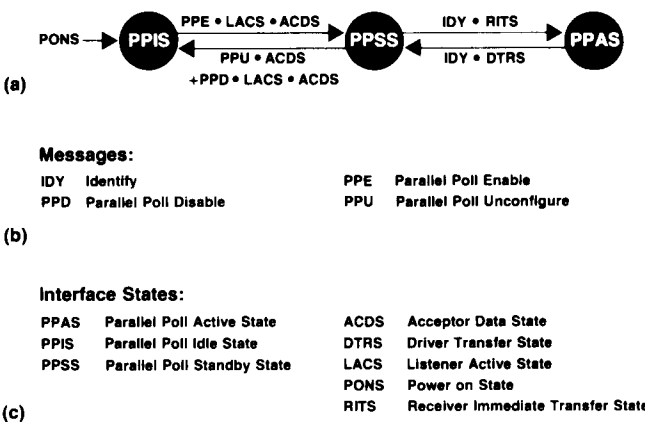 PPE • LACS • ACDS
IDY • RITS
PONS
PPIS
PPSS
PPAS
PPU • ACDS
IDY • DTRS
+PPD • LACS • ACDS
(a)
Messages:
IDY Identify
PPE Parallel Poll Enable
PPD Parallel Poll Disable
PPU Parallel Poll Unconfigure
(b)
Interface States:
PPAS Parallel Poll Active State
ACDS Acceptor Data State
PPIS Parallel Poll Idle State
DTRS Driver Transfer State
PPSS Parallel Poll Standby State
LACS Listener Active State
PONS Power on State
RITS Receiver Immediate Transfer State
(c)